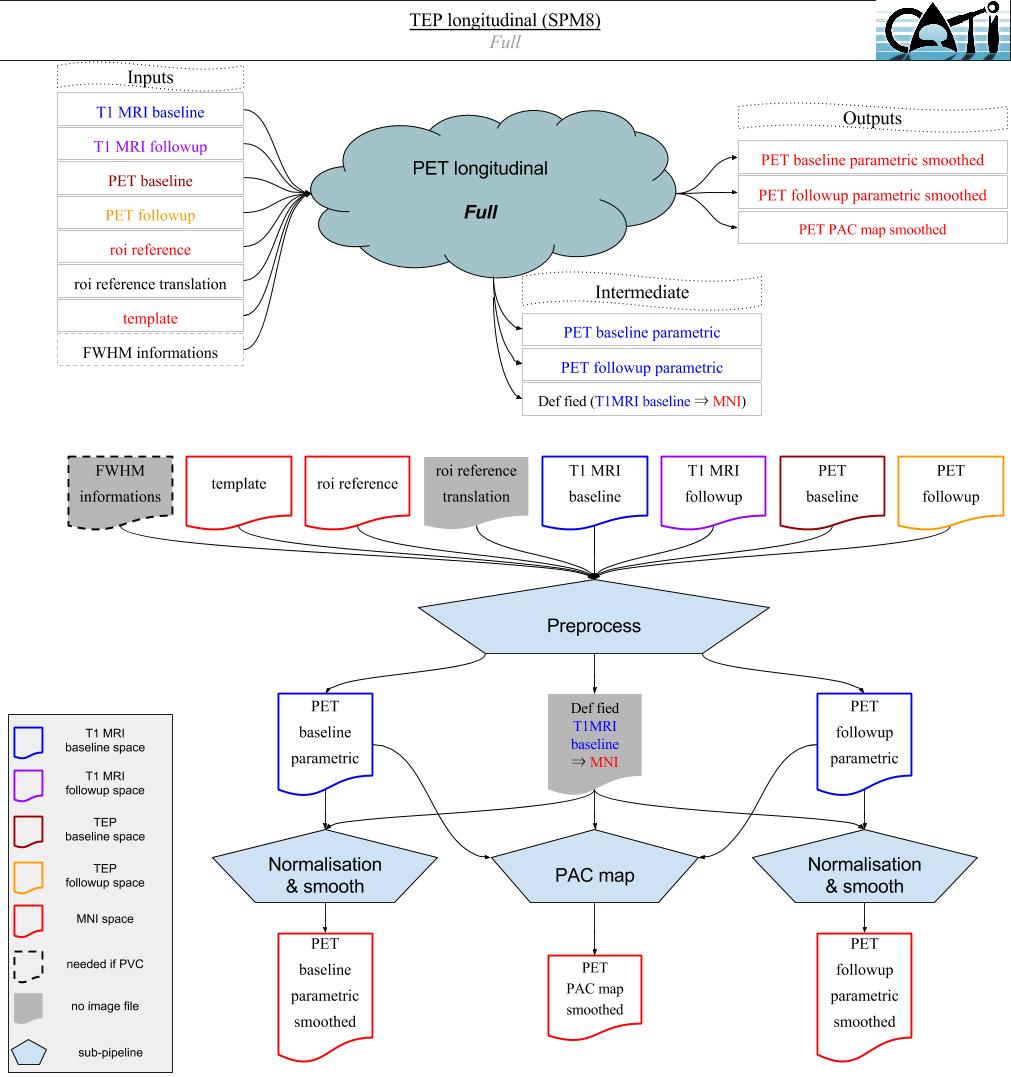 TEP longitudinal (SPM8)
Full
CATI
Inputs
T1 MRI baseline
T1 MRI followup
PET baseline
PET followup
roi reference
roi reference translation
template
FWHM informations
PET longitudinal
Full
Outputs
PET baseline parametric smoothed
PET followup parametric smoothed
PET PAC map smoothed
Intermediate
PET baseline parametric
PET followup parametric
Def fied (T1MRI baseline ⇒ MNI)
FWHM
informations
template
roi reference
roi reference
translation
T1 MRI
baseline
T1 MRI
followup
PET
baseline
PET
followup
Preprocess
PET
baseline
parametric
Def fied
T1MRI
baseline
⇒ MNI
PET
followup
parametric
Normalisation
& smooth
PAC map
Normalisation
& smooth
PET
baseline
parametric
smoothed
PET
PAC map
smoothed
PET
followup
parametric
smoothed
T1 MRI
baseline space
T1 MRI
followup space
TEP
baseline space
TEP
followup space
MNI space
needed if PVC
no image file
sub-pipeline